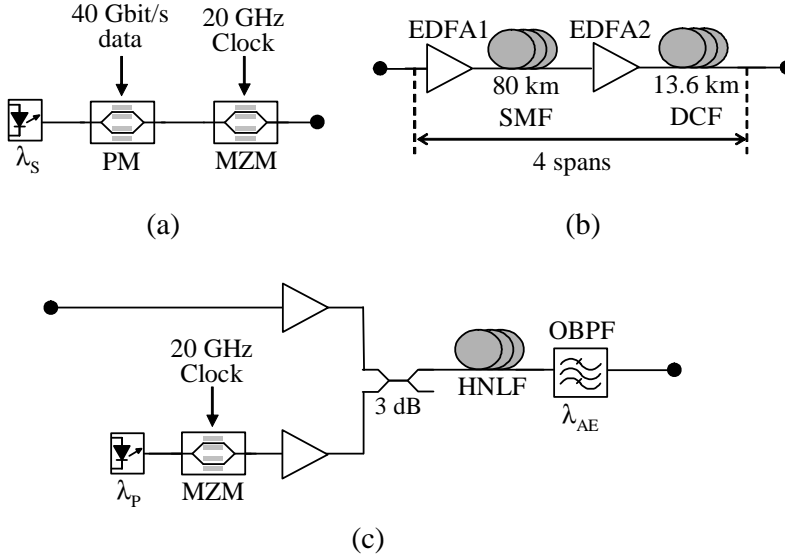 40 Gbit/s
data
20 GHz
Clock
λS
PM
MZM
(a)
EDFA1
EDFA2
80 km
SMF
13.6 km
DCF
4 spans
(b)
20 GHz
Clock
λP
MZM
3 dB
HNLF
OBPF
λAE
(c)